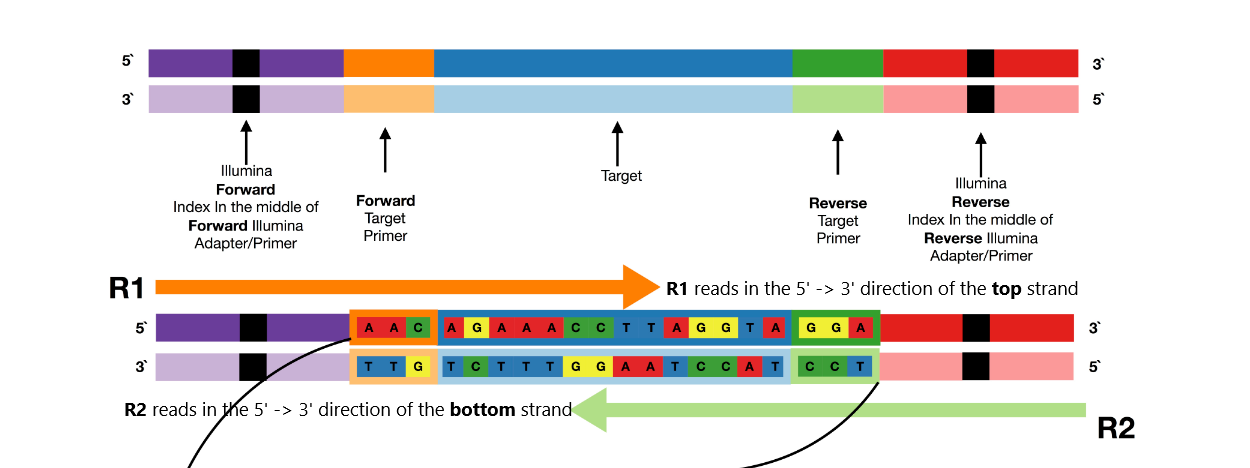 5` 3`
3` 5`
Illumina
Forward
Index In the middle of
Forward Illumina
Adapter/Primer
Forward
Target
Primer
Target
Reverse
Target
Primer
Illumina
Reverse
Index In the middle of
Reverse Illumina
Adapter/Primer
R1 R1 reads in the 5' -> 3' direction of the top strand
5` A A C A G A A A C C T T A G G T A G G A 3`
3` T T G T C T T T G G A A T C C A T C C T 5`
R2 reads in the 5' -> 3' direction of the bottom strand
R2